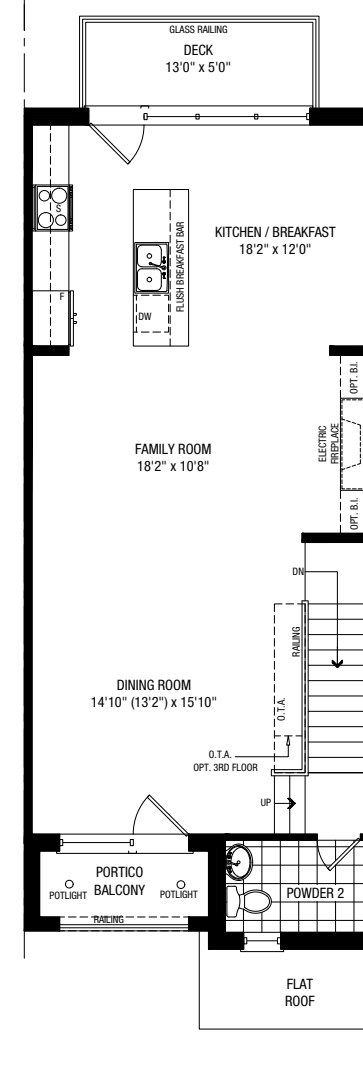 GLASS RAILING
DECK
13'0" x 5'0"
S
KITCHEN / BREAKFAST
18'2" x 12'0"
FLUSH BREAKFAST BAR
F
DW
OPT. B.I.
FAMILY ROOM
18'2" x 10'8"
ELECTRIC
FIREPLACE
OPT. B.I.
DN
RAILING
DINING ROOM
14'10" (13'2") x 15'10"
O.T.A.
O.T.A.
OPT. 3RD FLOOR
UP
PORTICO
BALCONY
POTLIGHT
POTLIGHT
RAILING
POWDER 2
FLAT
ROOF